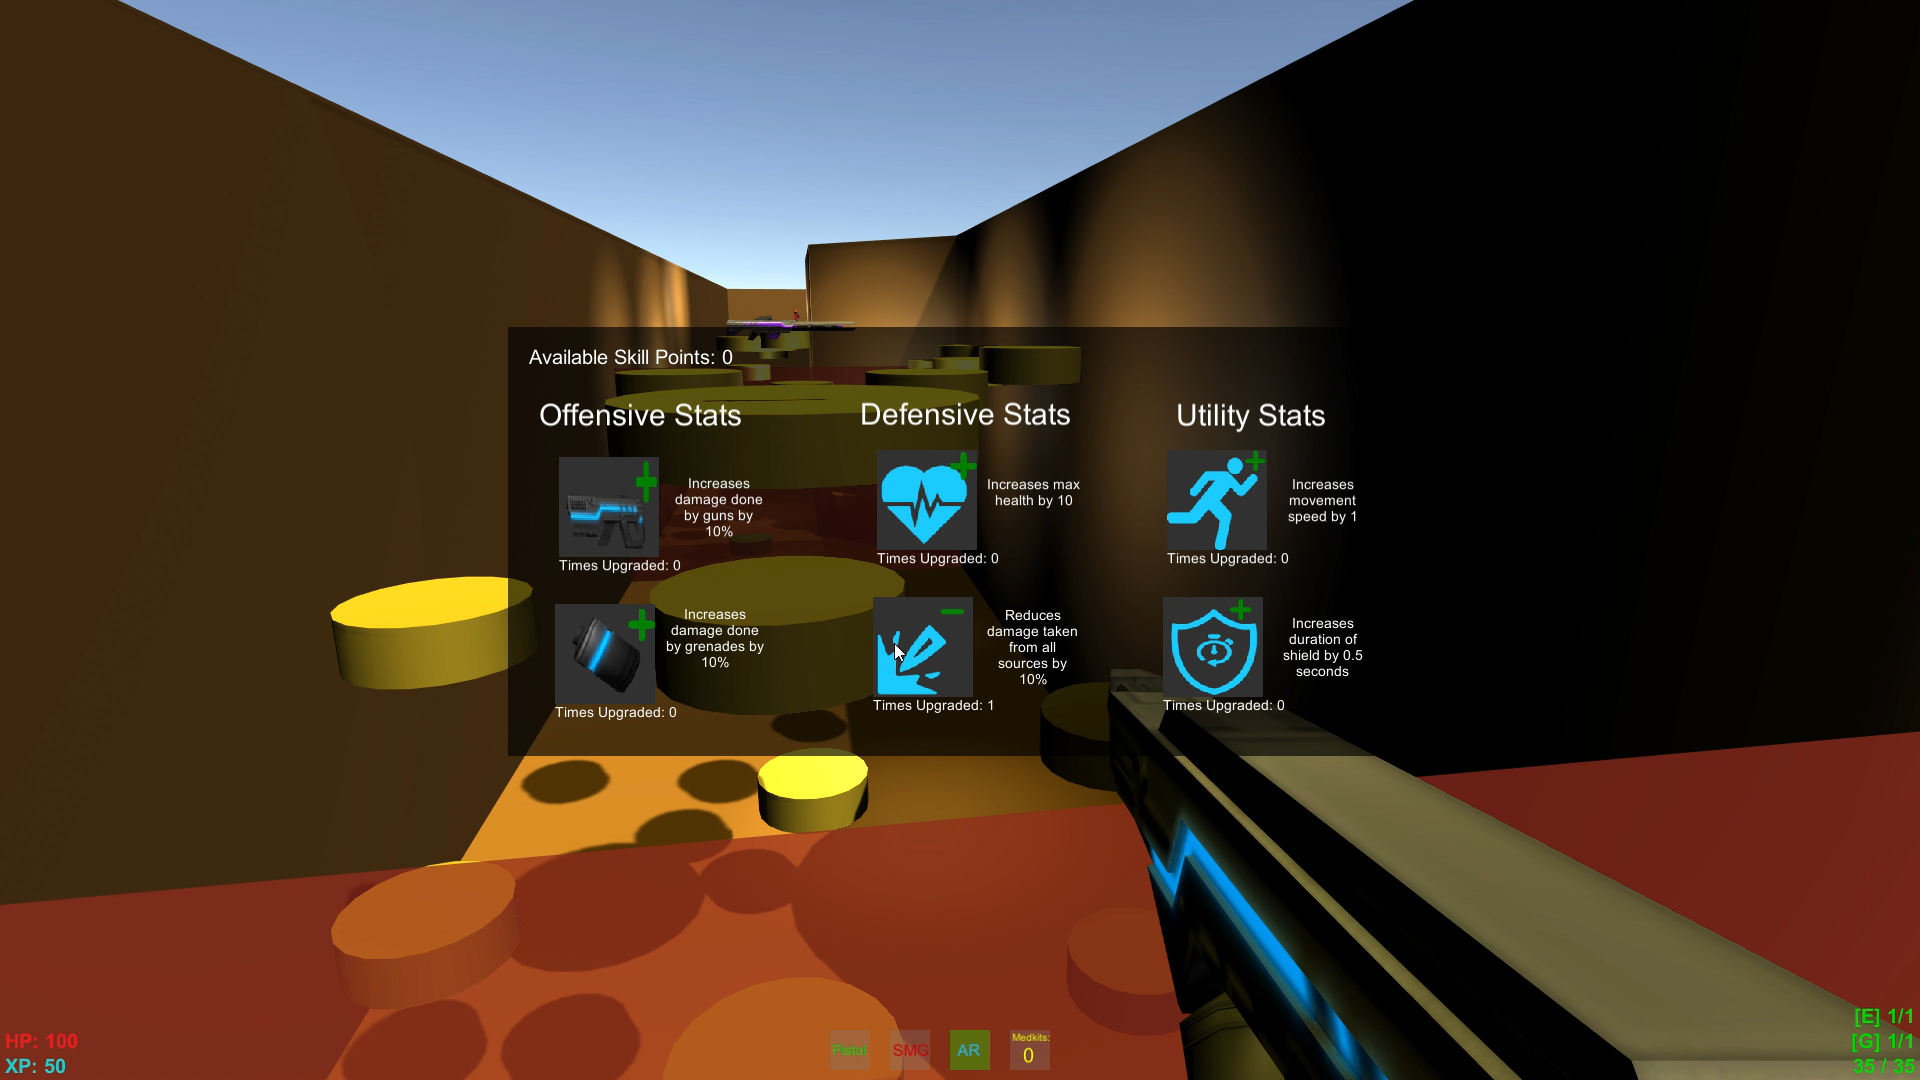 Available Skill Points: 0
Offensive Stats
Defensive Stats
Utility Stats
Increases
damage done
by guns by
10%
Times Upgraded: 0
Increases max
health by 10
Times Upgraded: 0
Increases
movement
speed by 1
Times Upgraded: 0
Increases
damage done
by grenades by
10%
Times Upgraded: 0
Reduces
damage taken
from all
sources by
10%
Times Upgraded: 1
Increases
duration of
shield by 0.5
seconds
Times Upgraded: 0
HP: 100
XP: 50
Pistol
SMG
AR
Medkits:
0
[E] 1/1
[G] 1/1
35 / 35